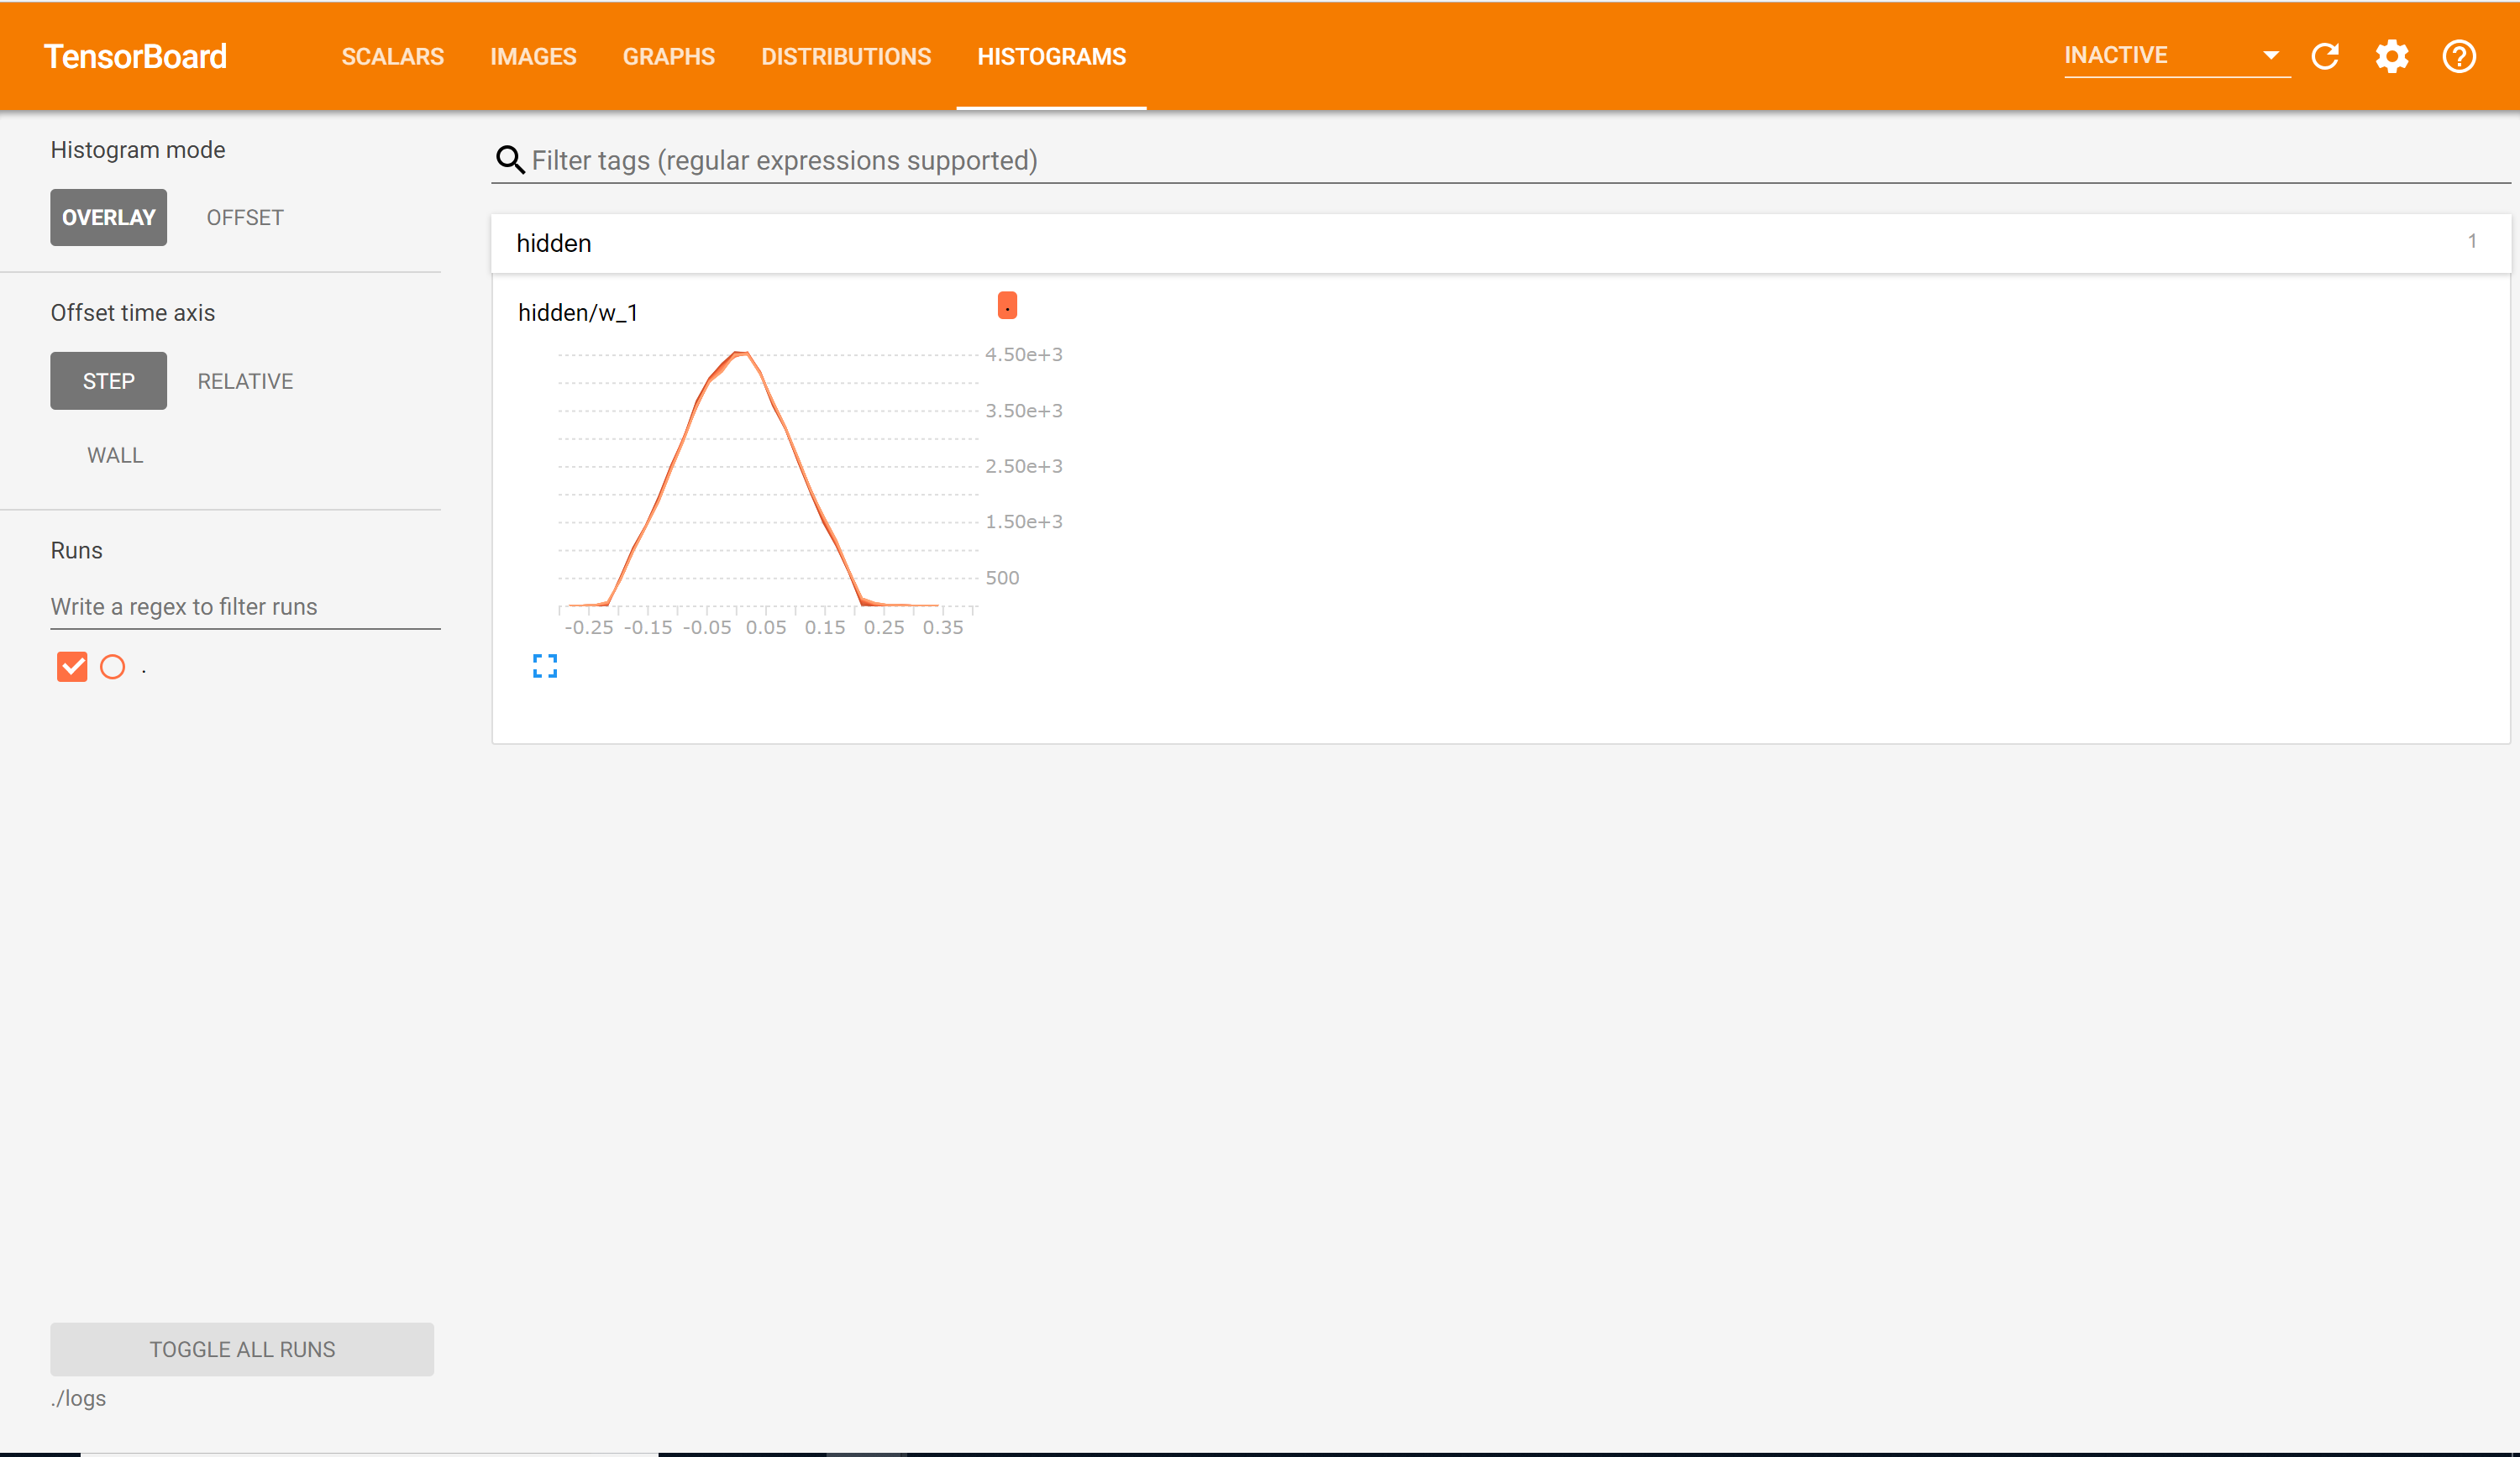 TensorBoard SCALARS IMAGES GRAPHS DISTRIBUTIONS HISTOGRAMS INACTIVE
Histogram mode
OVERLAY OFFSET
Offset time axis
STEP RELATIVE
WALL
Runs
Write a regex to filter runs
.
TOGGLE ALL RUNS
./logs
Filter tags (regular expressions supported)
hidden 1
hidden/w_1
.
4.50e+3
3.50e+3
2.50e+3
1.50e+3
500
-0.25 -0.15 -0.05 0.05 0.15 0.25 0.35